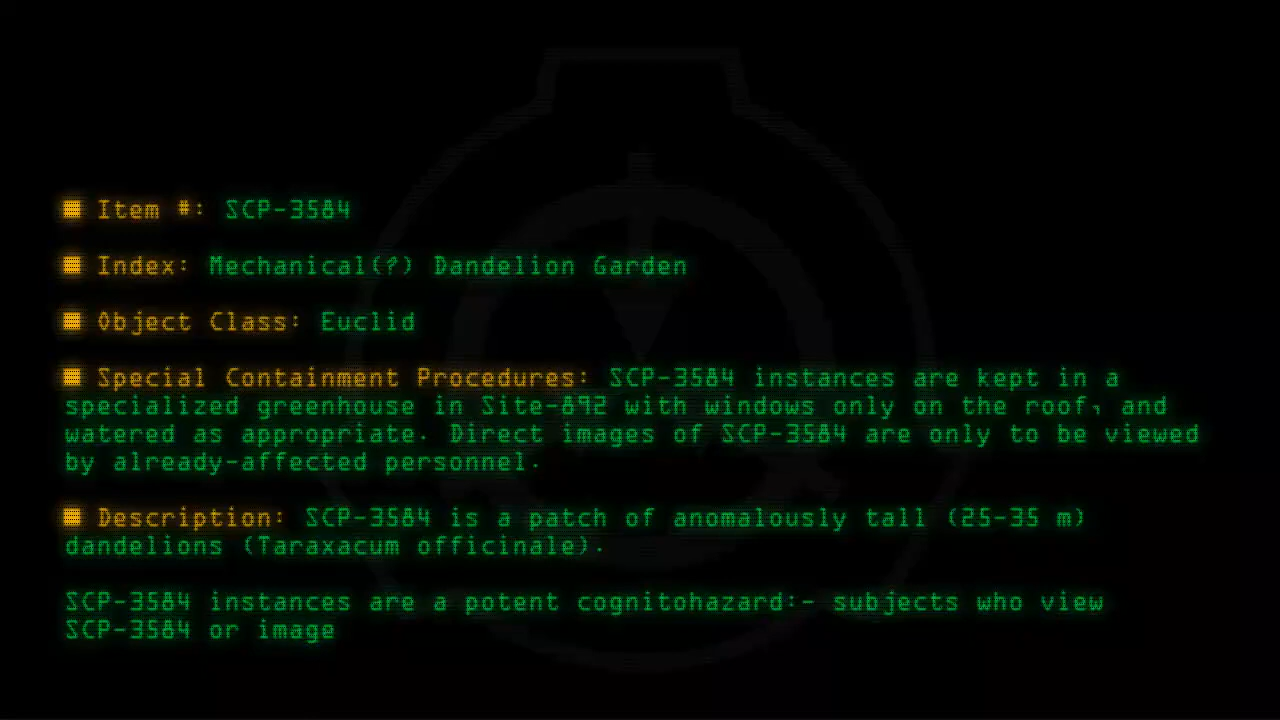 ■ Item #: SCP-3584
■ Index: Mechanical(?) Dandelion Garden
■ Object Class: Euclid
■ Special Containment Procedures: SCP-3584 instances are kept in a
specialized greenhouse in Site-892 with windows only on the roof, and
watered as appropriate. Direct images of SCP-3584 are only to be viewed
by already-affected personnel.
■ Description: SCP-3584 is a patch of anomalously tall (25-35 m)
dandelions (Taraxacum officinale).
SCP-3584 instances are a potent cognitohazard:- subjects who view
SCP-3584 or image